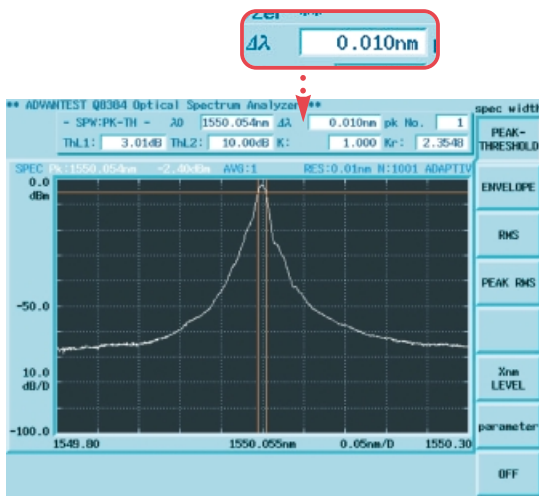 Δλ 0.010nm
** ADVANTEST Q8384 Optical Spectrum Analyzer **
- SPW:PK-TH - λ0 1550.054nm Δλ 0.010nm pk No. 1
ThL1: 3.01dB ThL2: 10.00dB K: 1.000 Kr: 2.3548
SPEC Pk:1550.054nm -2.40dBm AVG:1 RES:0.01nm N:1001 ADAPTIV
0.0
dBm
-50.0
10.0
dB/D
-100.0
1549.80 1550.055nm 0.05nm/D 1550.30
spec widt
PEAK-
THRESHOLD
ENVELOPE
RMS
PEAK RMS
Xnm
LEVEL
parameter
OFF